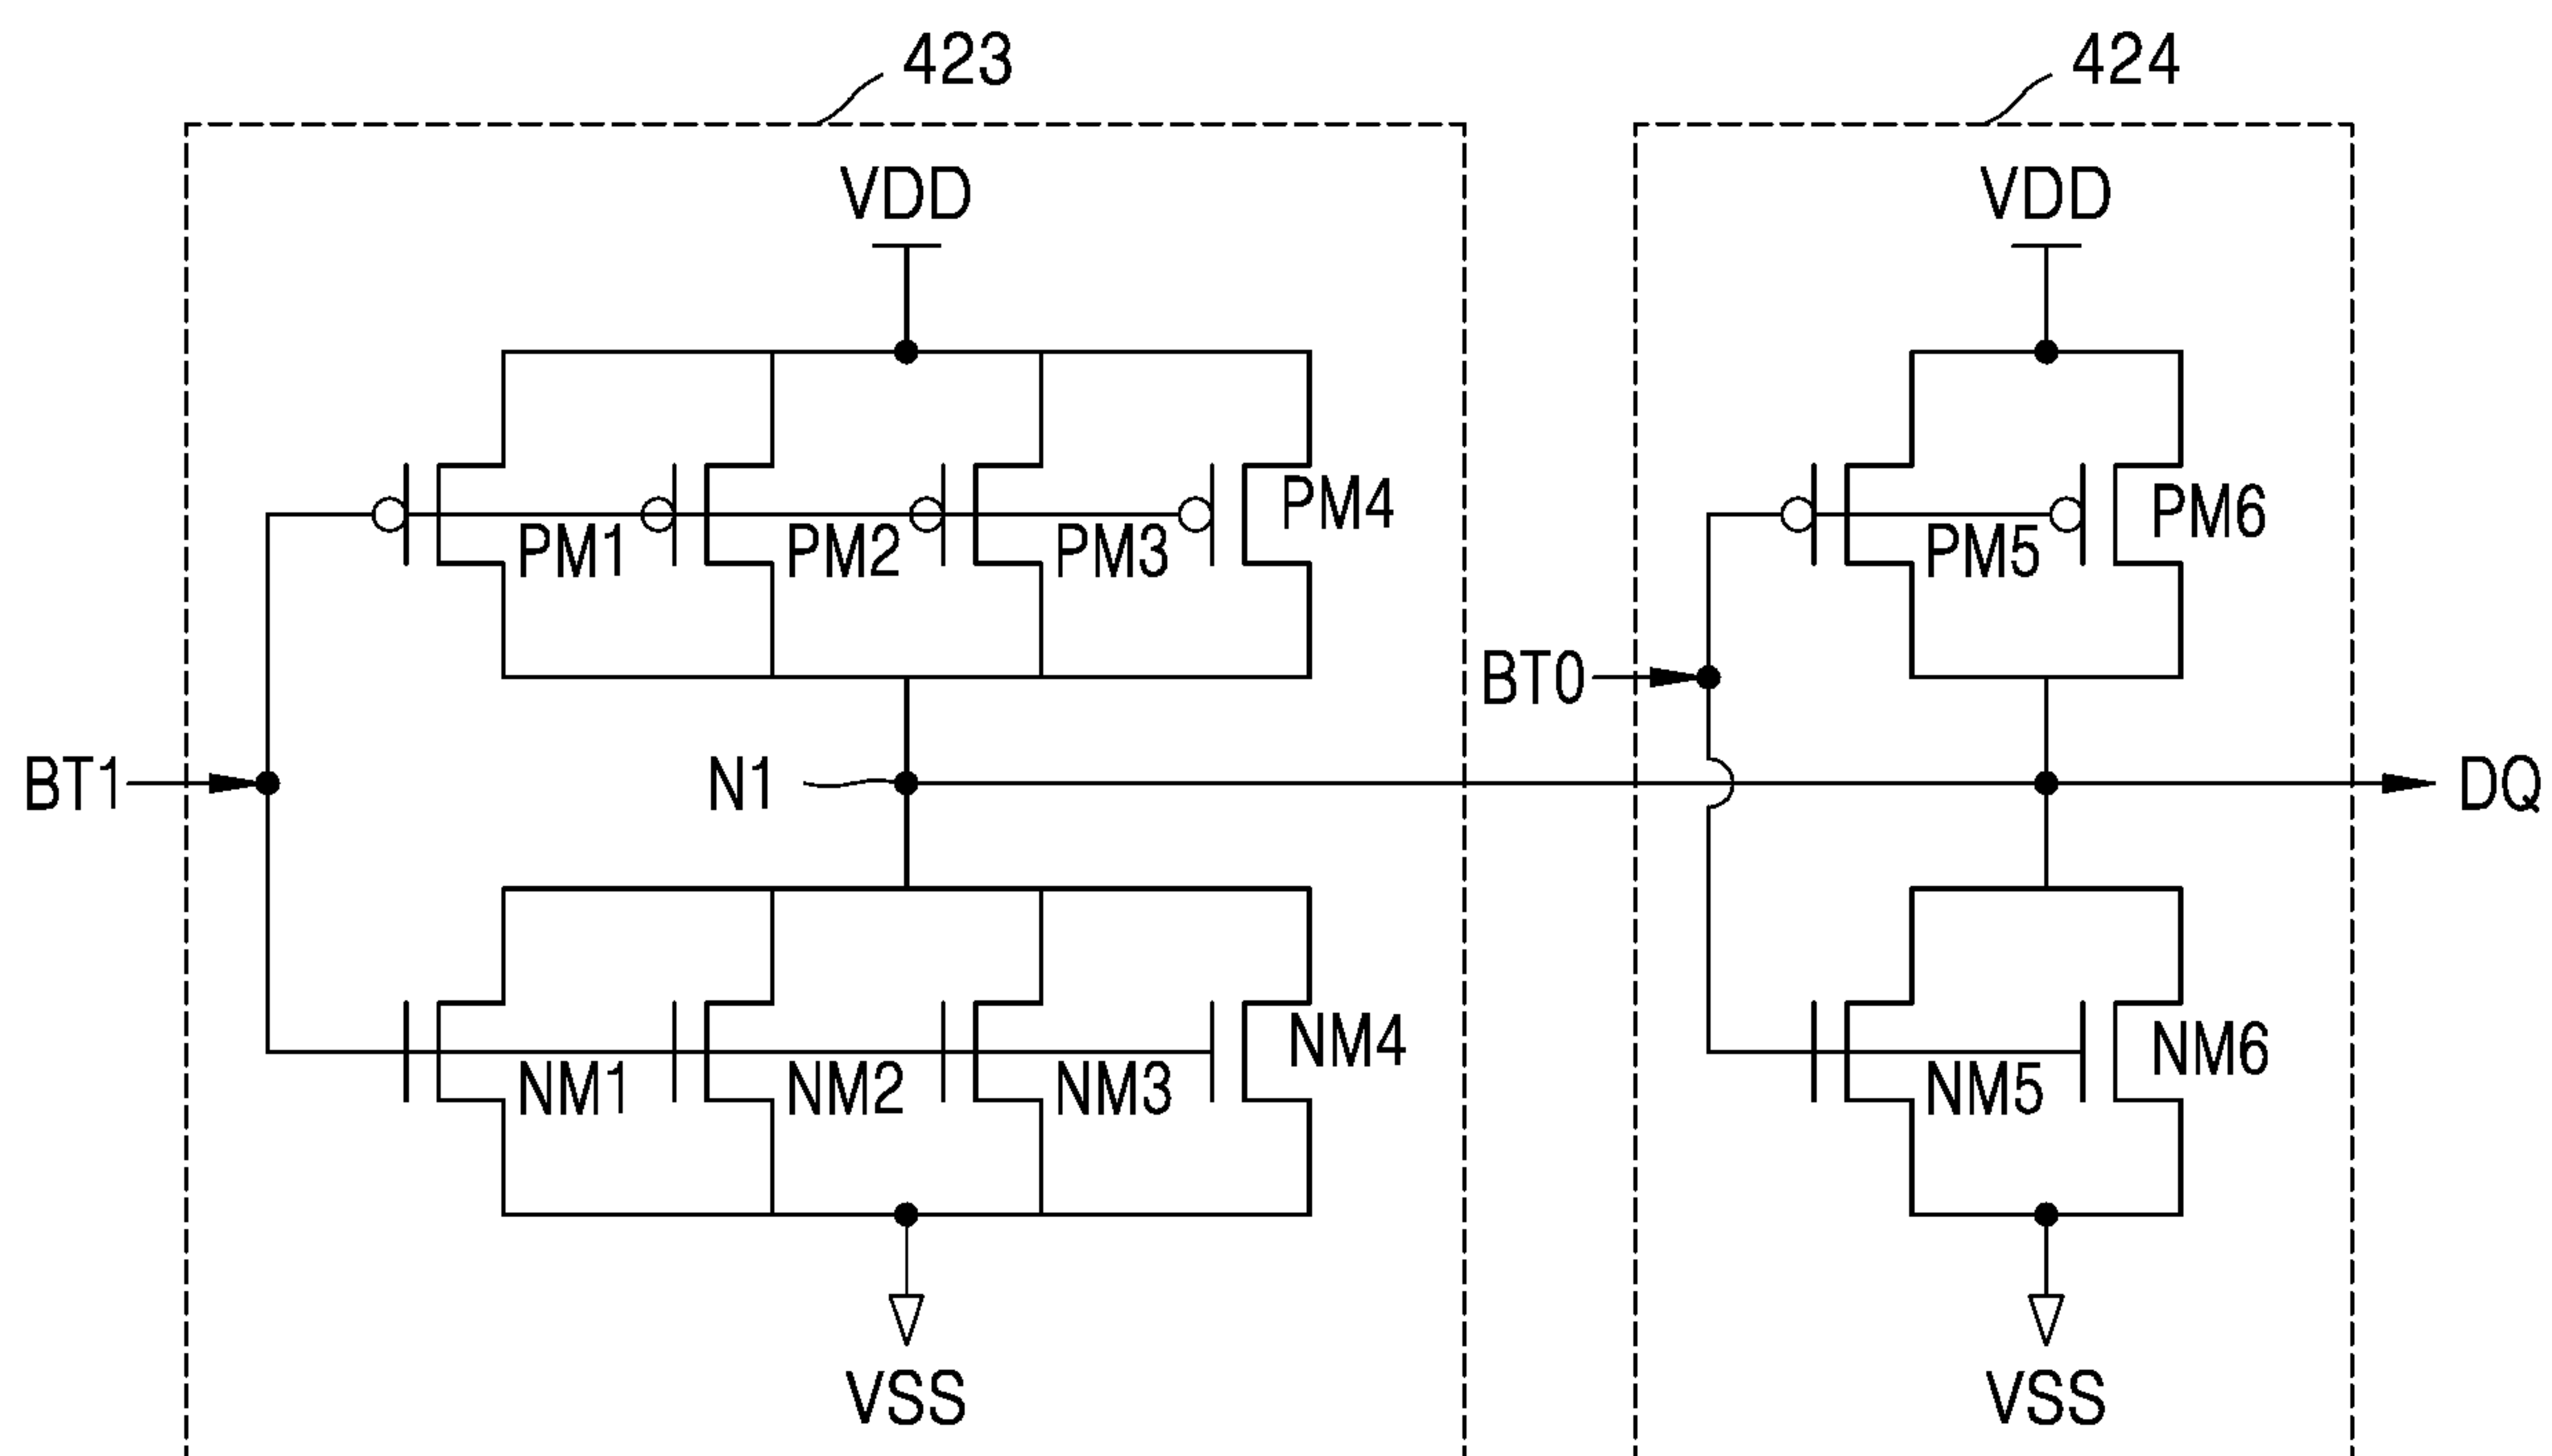 423
424
VDD
VDD
PM1
PM2
PM3
PM4
PM5
PM6
BT0
BT1
N1
DQ
NM1
NM2
NM3
NM4
NM5
NM6
VSS
VSS